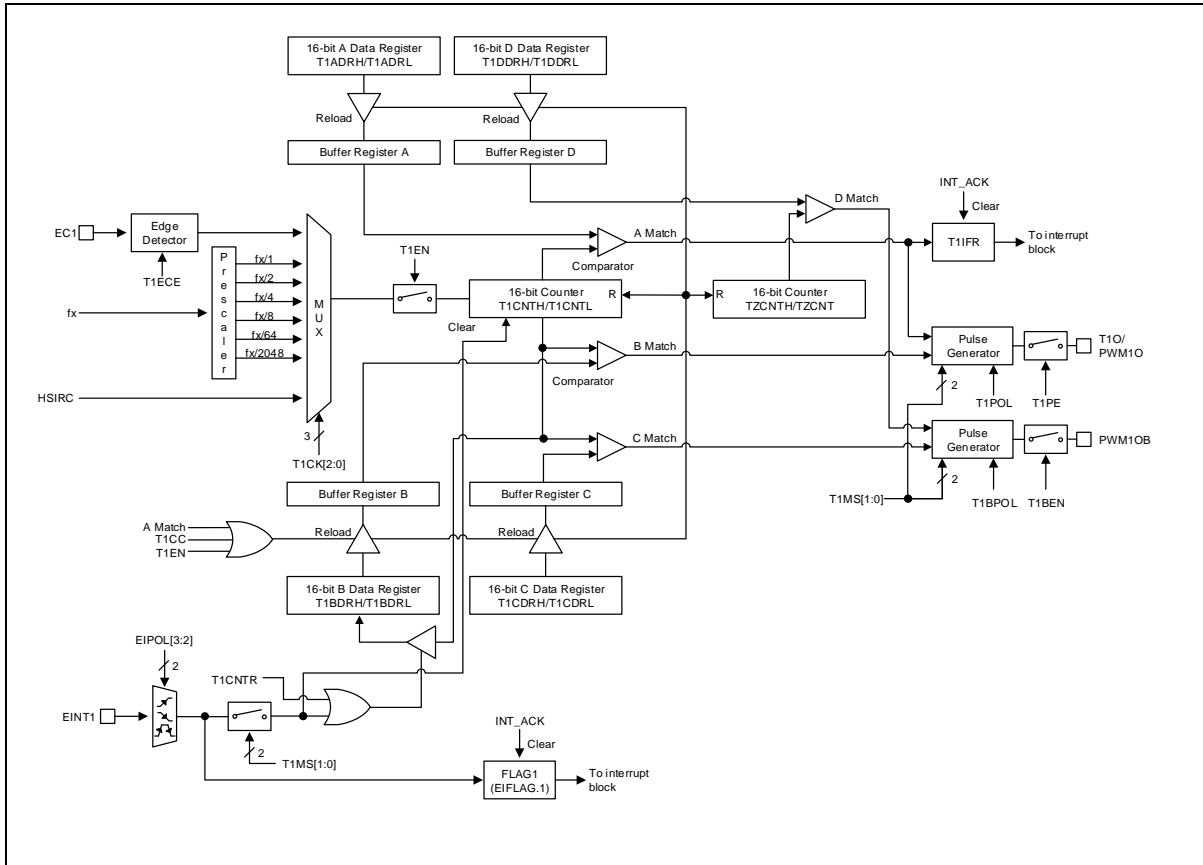 16-bit A Data Register
T1ADRH/T1ADRL
16-bit D Data Register
T1DDRH/T1DDRL
Reload
Reload
Buffer Register A
Buffer Register D
INT_ACK
Clear
D Match
EC1
Edge
Detector
T1ECE
A Match
T1IFR
To interrupt
block
Prescaler
fx/1
fx/2
fx/4
fx/8
fx/64
fx/2048
fx
MUX
T1EN
Comparator
16-bit Counter
T1CNTH/T1CNTL
R
R
16-bit Counter
TZCNTH/TZCNT
Clear
B Match
Comparator
Pulse
Generator
T1O/
PWM1O
2
T1POL
T1PE
HSIRC
3
T1CK[2:0]
C Match
Pulse
Generator
PWM1OB
2
T1MS[1:0]
T1BPOL
T1BEN
Buffer Register B
Buffer Register C
A Match
T1CC
T1EN
Reload
Reload
16-bit B Data Register
T1BDRH/T1BDRL
16-bit C Data Register
T1CDRH/T1CDRL
EIPOL[3:2]
2
T1CNTR
EINT1
2
T1MS[1:0]
INT_ACK
Clear
FLAG1
(EIFLAG.1)
To interrupt
block